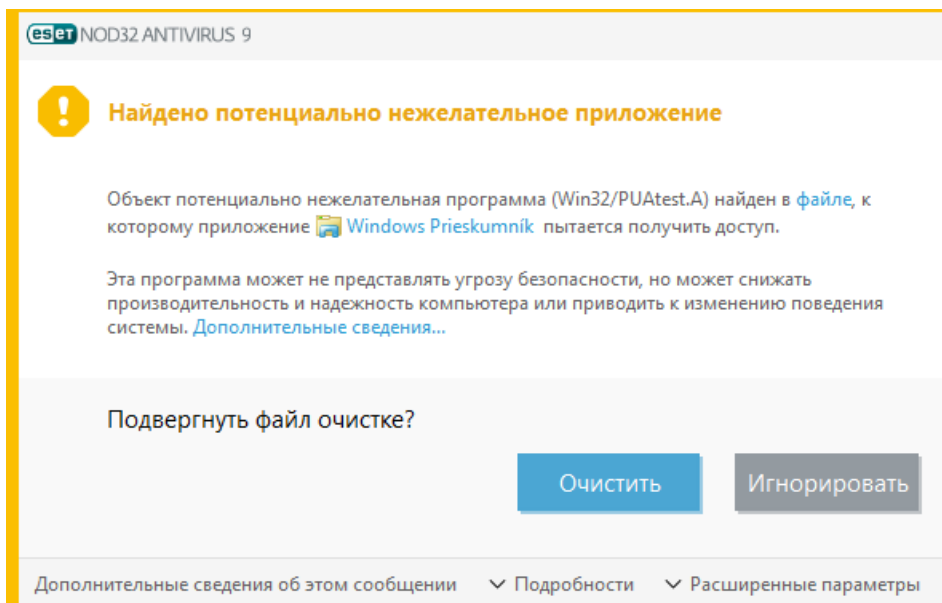 eset NOD32 ANTIVIRUS 9
Найдено потенциально нежелательное приложение
Объект потенциально нежелательная программа (Win32/PUAtest.A) найден в файле, к
которому приложение Windows Prieskumník пытается получить доступ.
Эта программа может не представлять угрозу безопасности, но может снижать
производительность и надежность компьютера или приводить к изменению поведения
системы. Дополнительные сведения...
Подвергнуть файл очистке?
Очистить Игнорировать
Дополнительные сведения об этом сообщении Подробности Расширенные параметры